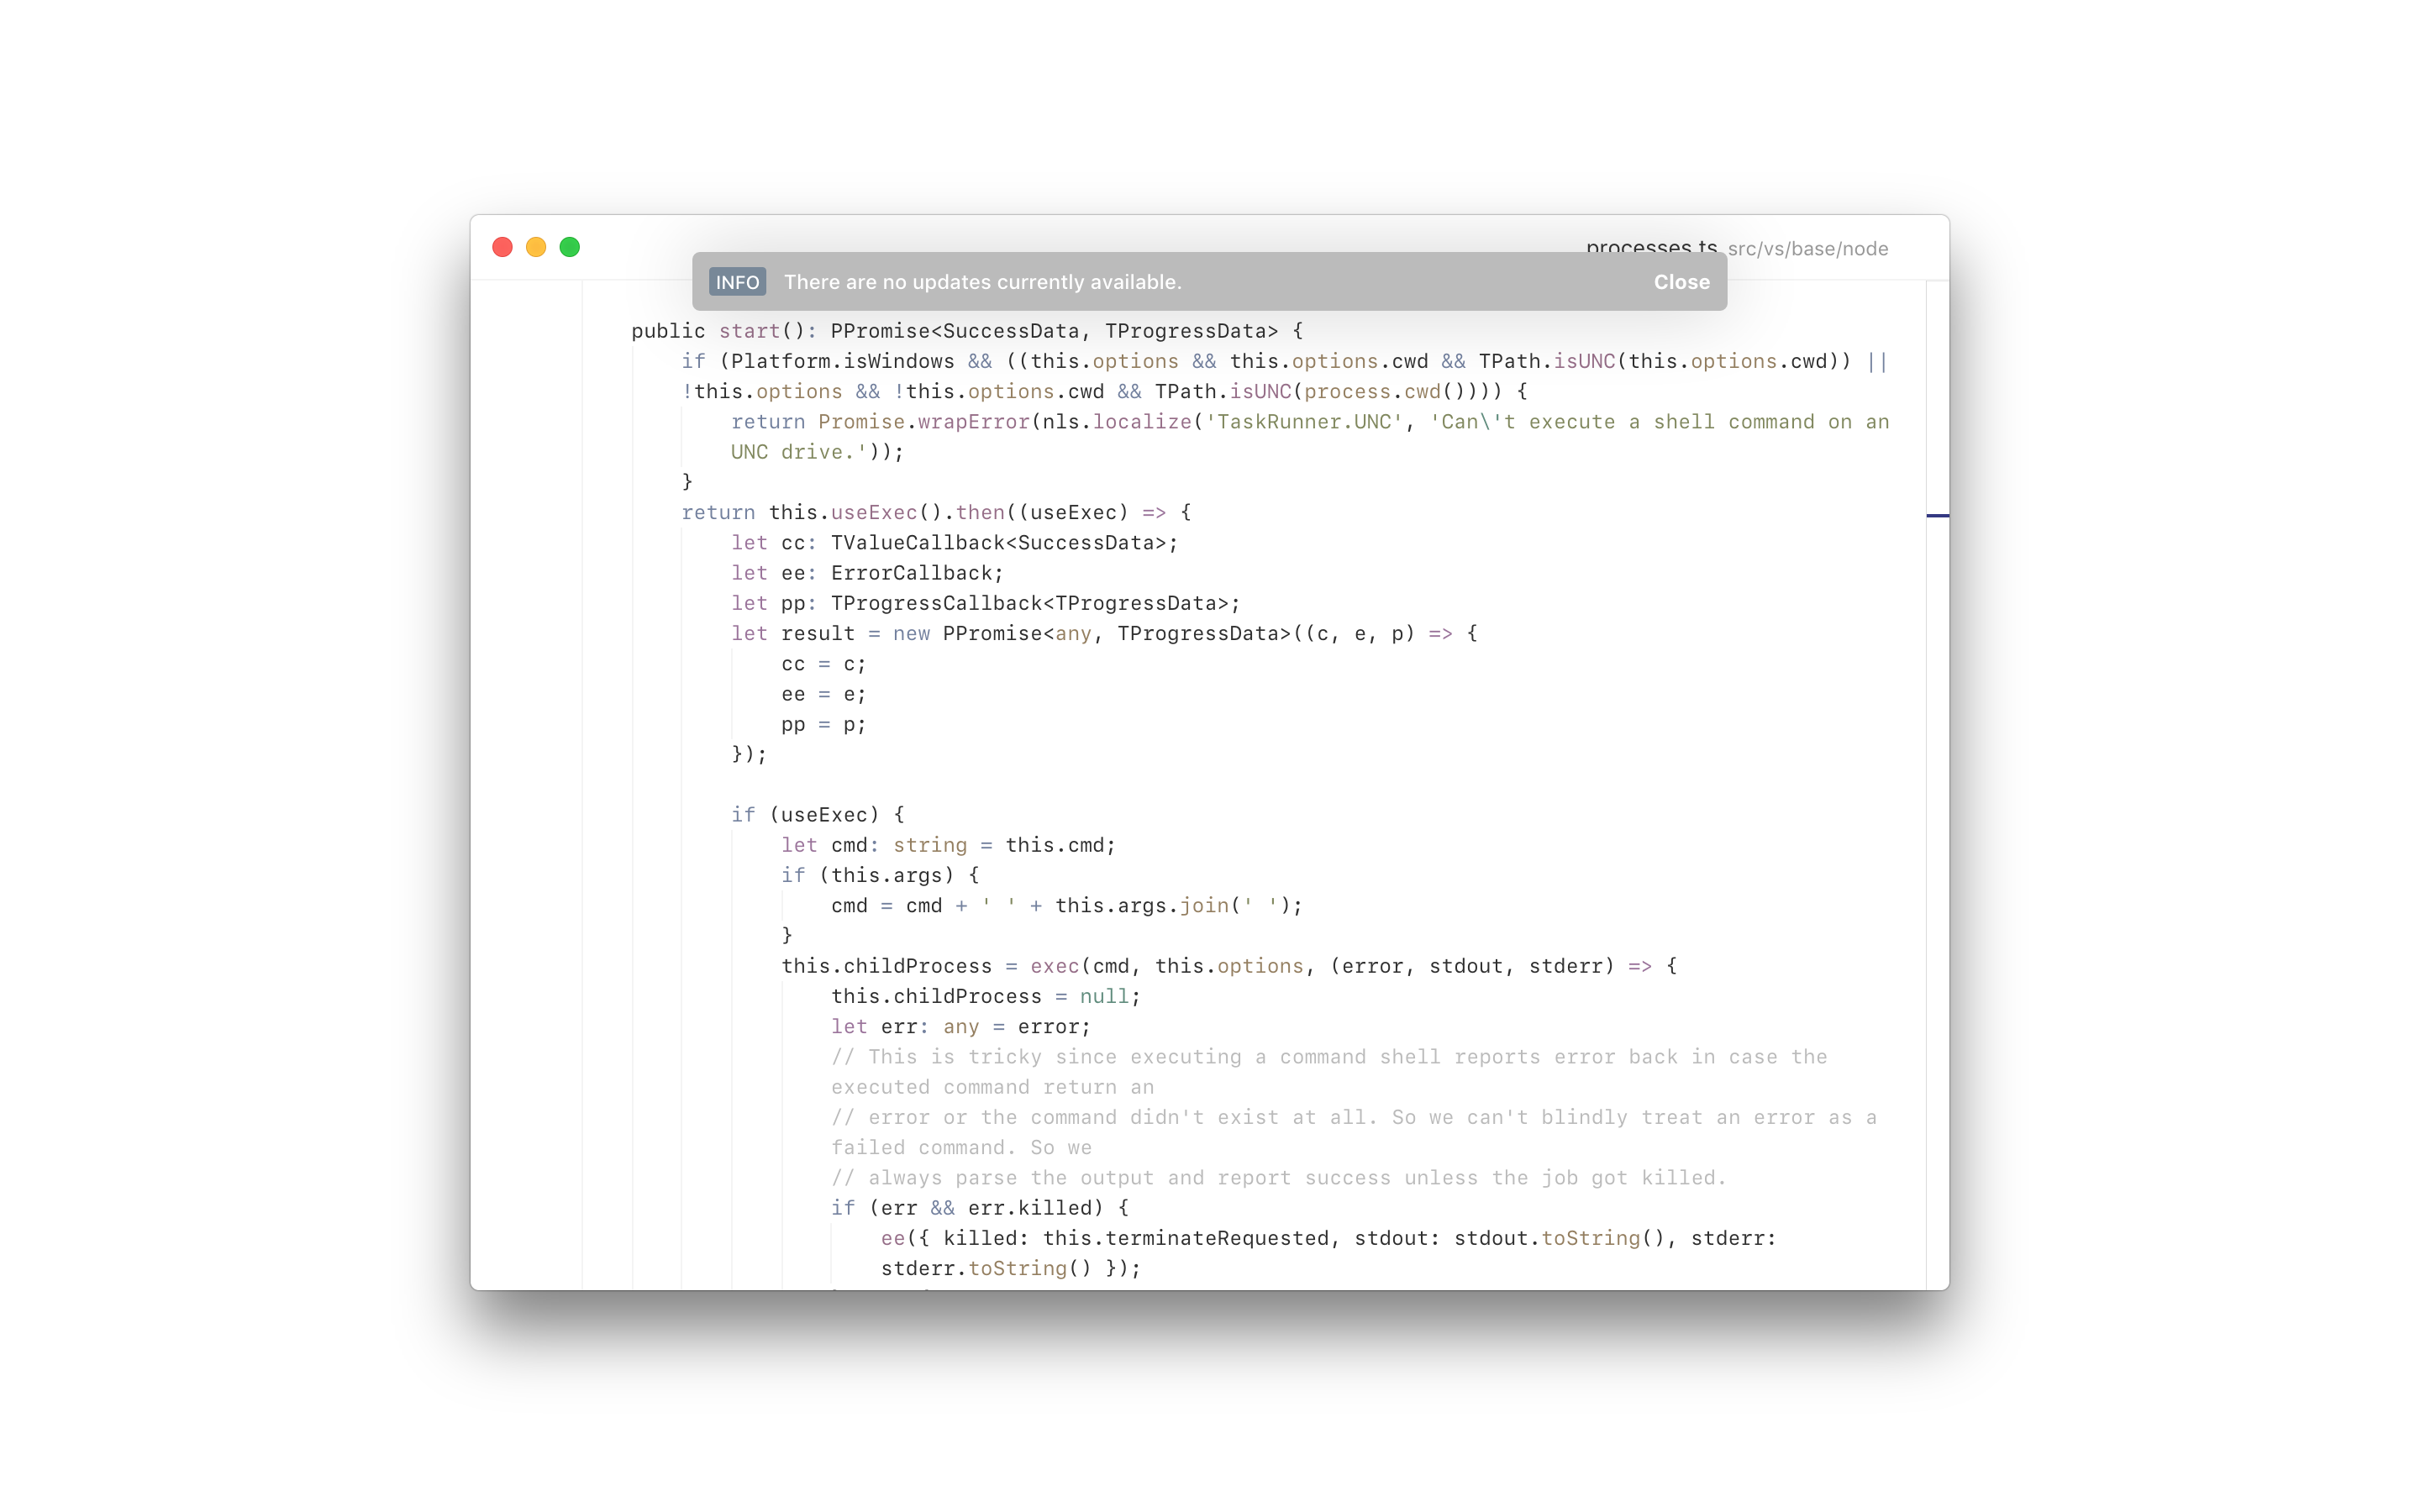 processes.ts src/vs/base/node
INFO There are no updates currently available. Close
public start(): PPromise<SuccessData, TProgressData> {
if (Platform.isWindows && ((this.options && this.options.cwd && TPath.isUNC(this.options.cwd)) ||
!this.options && !this.options.cwd && TPath.isUNC(process.cwd()))) {
return Promise.wrapError(nls.localize('TaskRunner.UNC', 'Can\'t execute a shell command on an
UNC drive.'));
}
return this.useExec().then((useExec) => {
let cc: TValueCallback<SuccessData>;
let ee: ErrorCallback;
let pp: TProgressCallback<TProgressData>;
let result = new PPromise<any, TProgressData>((c, e, p) => {
cc = c;
ee = e;
pp = p;
});
if (useExec) {
let cmd: string = this.cmd;
if (this.args) {
cmd = cmd + ' ' + this.args.join(' ');
}
this.childProcess = exec(cmd, this.options, (error, stdout, stderr) => {
this.childProcess = null;
let err: any = error;
// This is tricky since executing a command shell reports error back in case the
executed command return an
// error or the command didn't exist at all. So we can't blindly treat an error as a
failed command. So we
// always parse the output and report success unless the job got killed.
if (err && err.killed) {
ee({ killed: this.terminateRequested, stdout: stdout.toString(), stderr:
stderr.toString() });